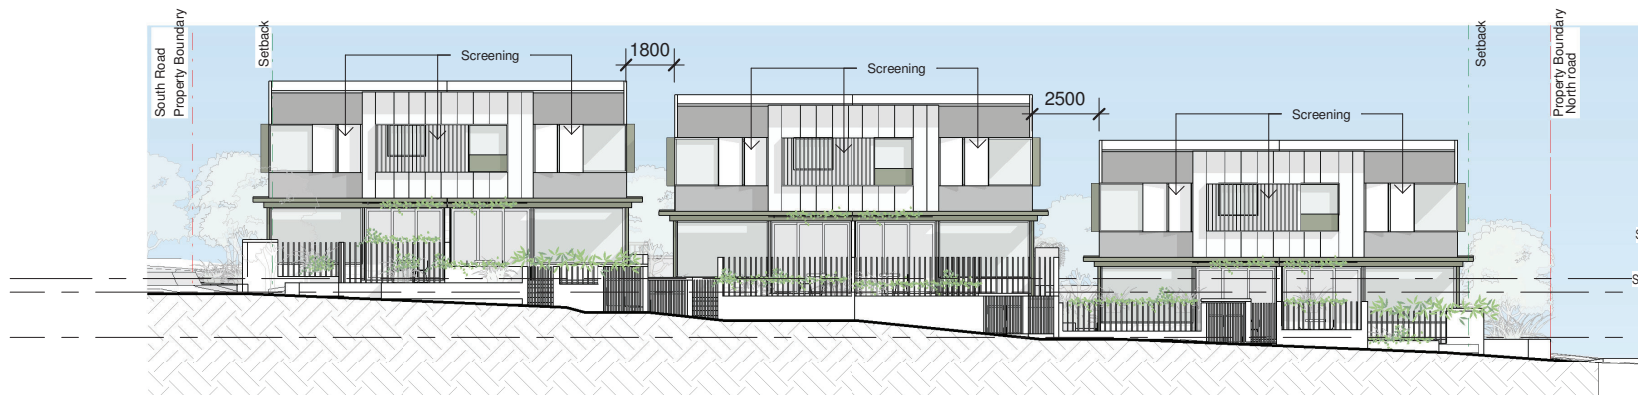 South Road
Property Boundary
Setback
Screening
1800
Screening
2500
Screening
Setback
Property Boundary
North road